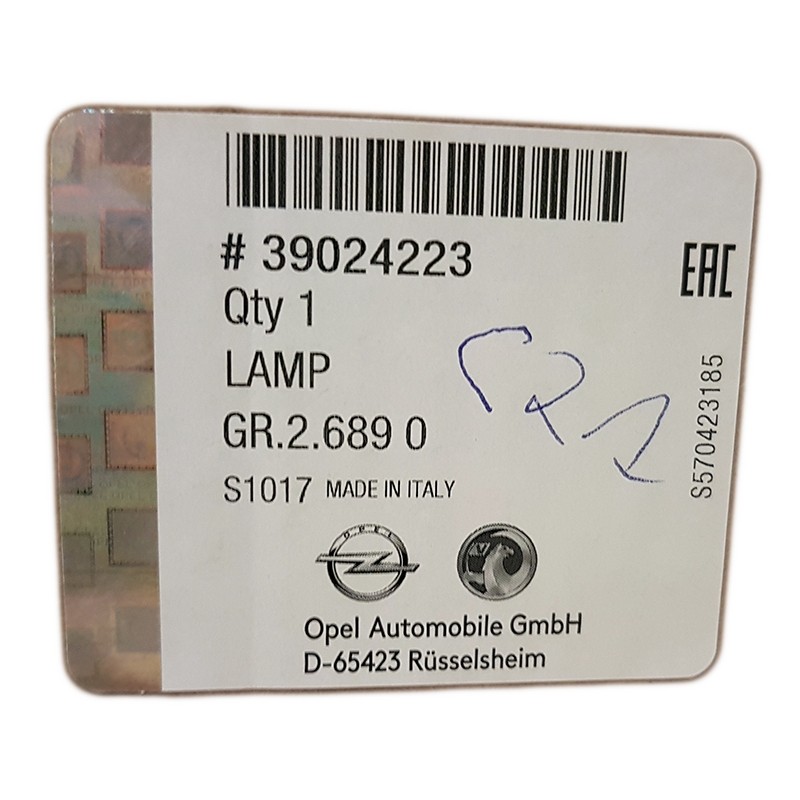 # 39024223
Qty 1
LAMP
GR.2.689 0
S1017 MADE IN ITALY
EAC
S570423185
OPEL
Opel Automobile GmbH
D-65423 Rüsselsheim